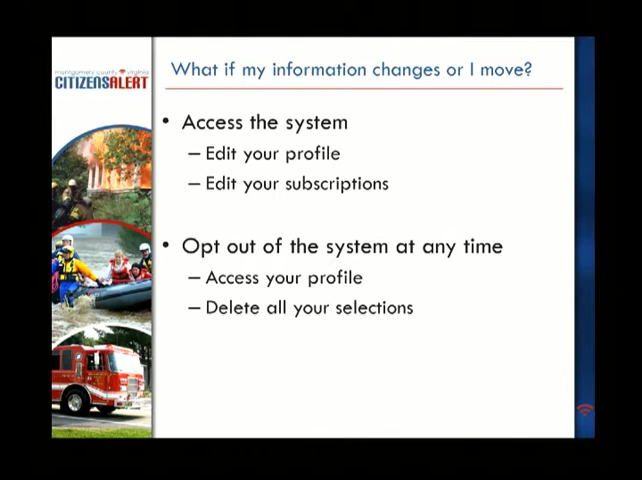 montgomery county virginia
CITIZENSALERT
What if my information changes or I move?
• Access the system
– Edit your profile
– Edit your subscriptions
• Opt out of the system at any time
– Access your profile
– Delete all your selections